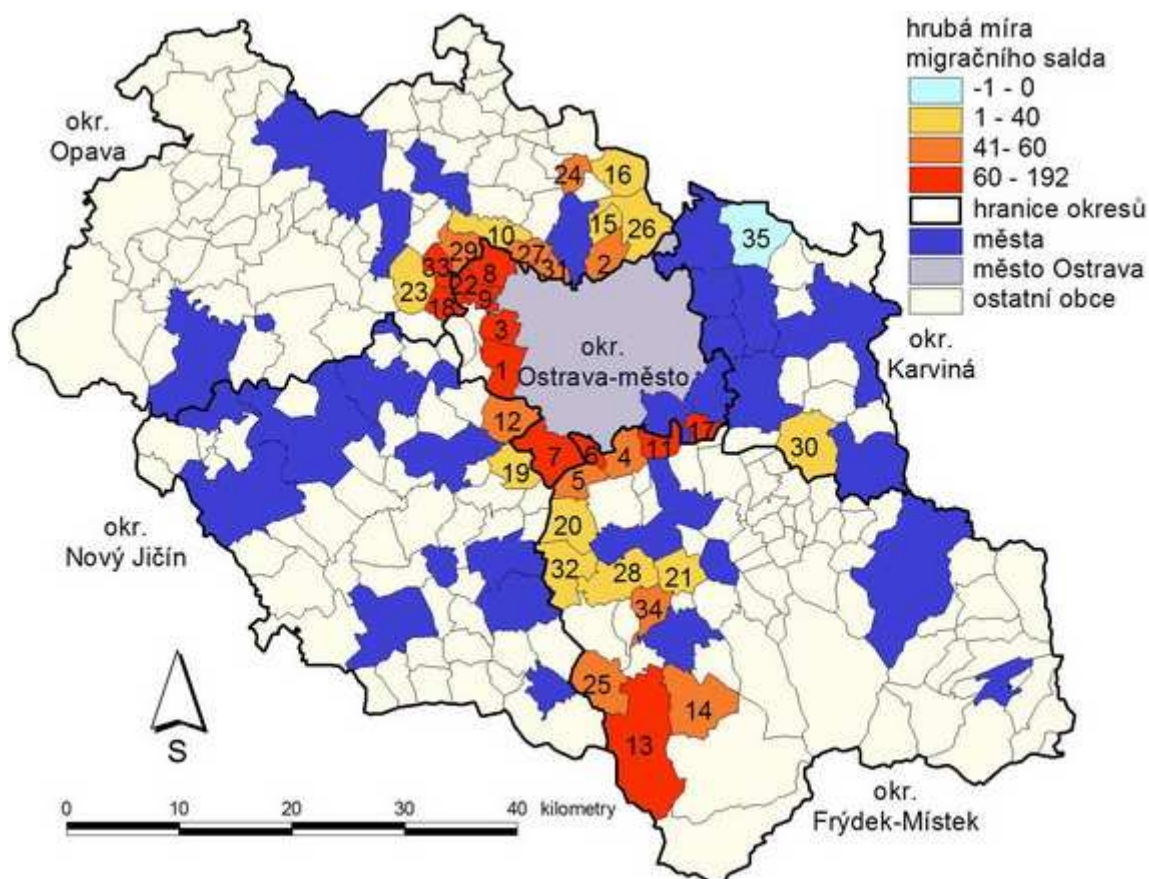 hrubá míra
migračního salda
-1 - 0
1 - 40
41- 60
60 - 192
hranice okresů
města
město Ostrava
ostatní obce
okr.
Opava
24
16
15
26
35
10
29
27
31
2
33
8
22
9
23
18
3
okr.
Ostrava-město
okr.
Karviná
1
12
17
30
7
6
4
11
19
5
okr.
Nový Jičín
20
32
28
21
34
25
14
13
S
0
10
20
30
40
kilometry
okr.
Frýdek-Místek